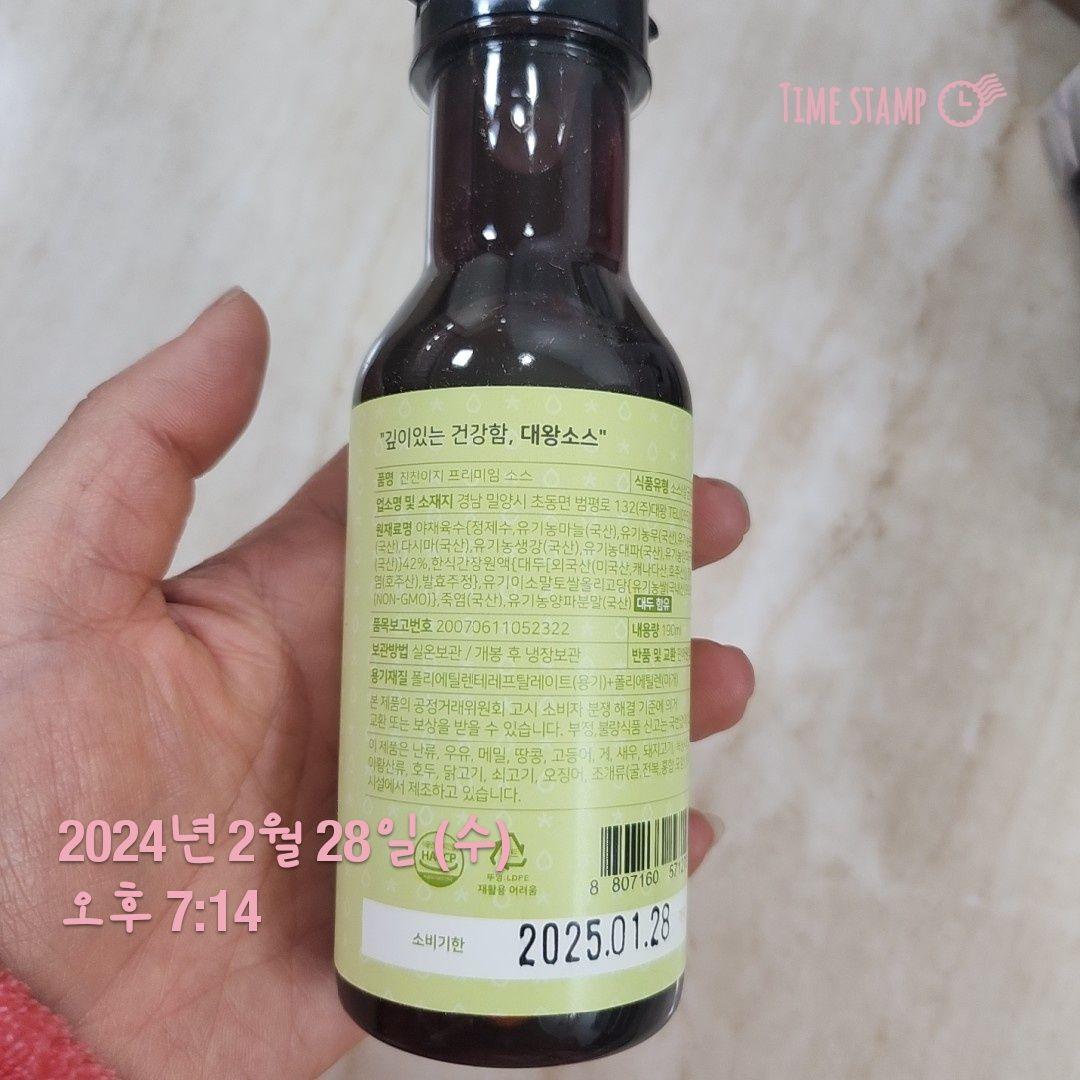 TIME STAMP
"깊이있는 건강함, 대왕소스"
품명 친천이지 프리미엄 소스
식품유형
업소명 및 소재지 경남 밀양시 초동면 범평로 132(주)대왕
원재료명 야채육수{정제수,유기농마늘(국산),유기농무(국산),
(국산),다시마(국산),유기농생강(국산),유기농대파(국산),
(국산)}42%,한식간장원액{대두[외국산(미국산,캐나다산,호주산
염(호주산),발효주정},유기이소말토쌀올리고당{유기농쌀
(NON-GMO)},죽염(국산),유기농양파분말(국산) 대두 함유
품목보고번호 20070611052322
내용량 190ml
보관방법 실온보관 / 개봉 후 냉장보관
반품 및 교환
용기재질 폴리에틸렌테레프탈레이트(용기)+폴리에틸렌(마개)
본 제품의 공정거래위원회 고시 소비자 분쟁 해결 기준에 의거
교환 또는 보상을 받을 수 있습니다. 부정,불량식품 신고는 국번없이
이 제품은 난류, 우유, 메밀, 땅콩, 고등어, 게, 새우, 돼지고기,
이황산류, 호두, 닭고기, 쇠고기, 오징어, 조개류(굴,전복,홍합
시설에서 제조하고 있습니다.
HACCP
뚜껑:LDPE
재활용 어려움
8 807160
소비기한
2025.01.28
2024년 2월 28일 (수)
오후 7:14